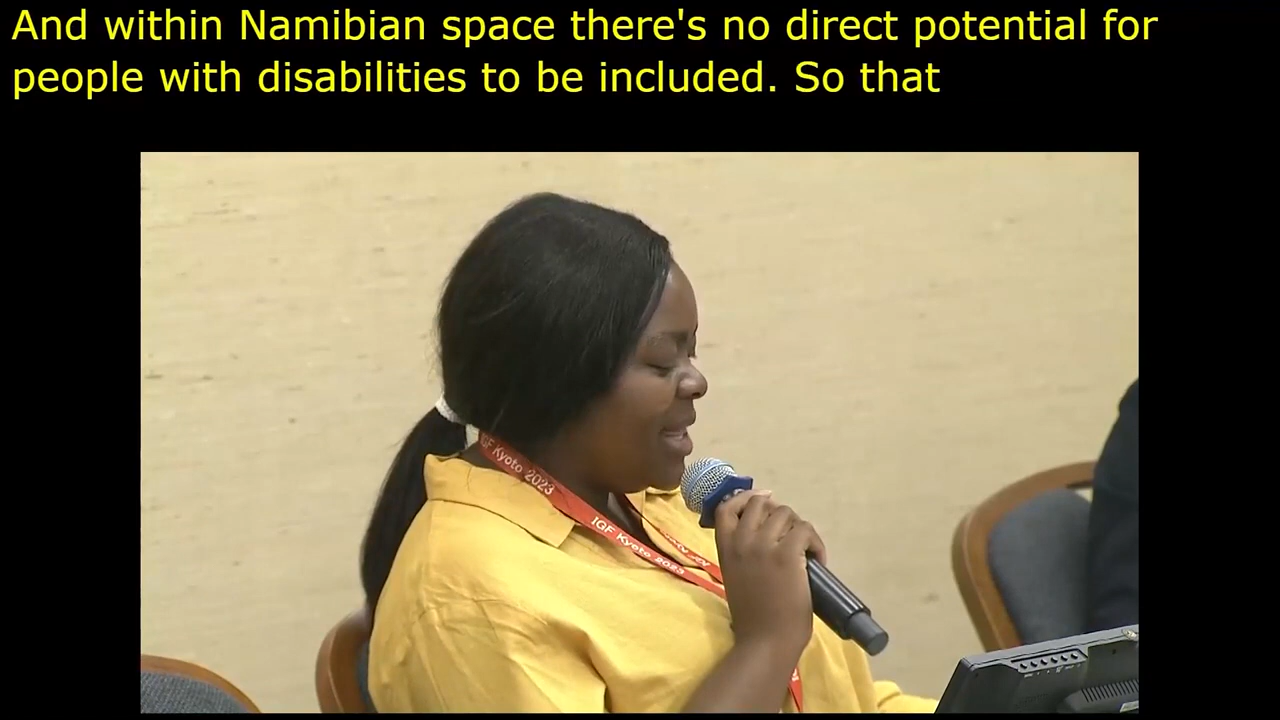 And within Namibian space there's no direct potential for
people with disabilities to be included. So that
IGF Kyoto 2023
IGF Kyoto 2023